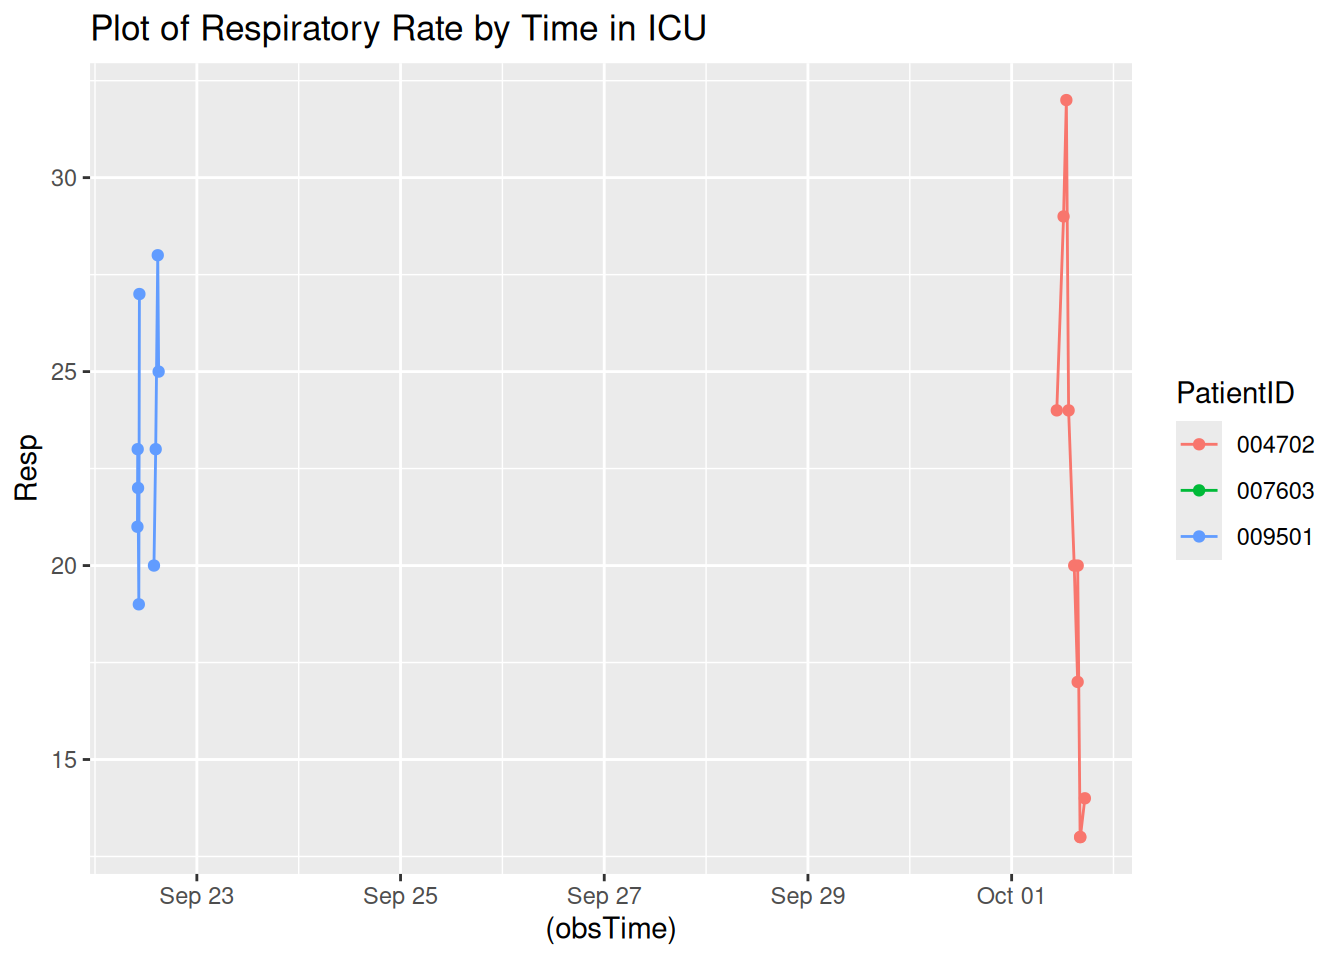 Plot of Respiratory Rate by Time in ICU
30
25
20
15
Resp
Sep 23
Sep 25
Sep 27
Sep 29
Oct 01
(obsTime)
PatientID
004702
007603
009501